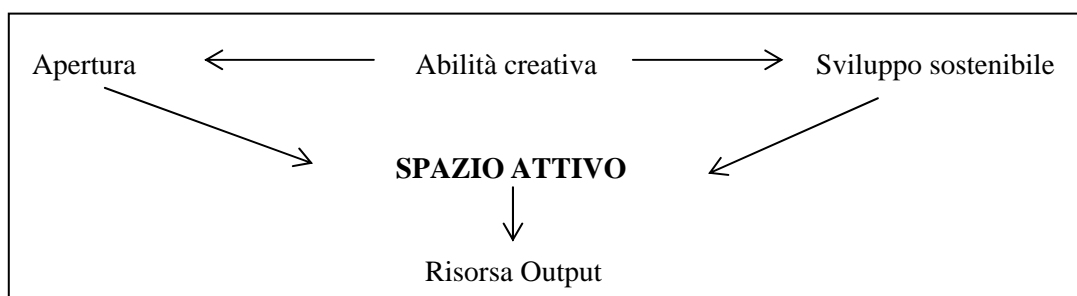 Apertura Abilità creativa Sviluppo sostenibile
SPAZIO ATTIVO
Risorsa Output